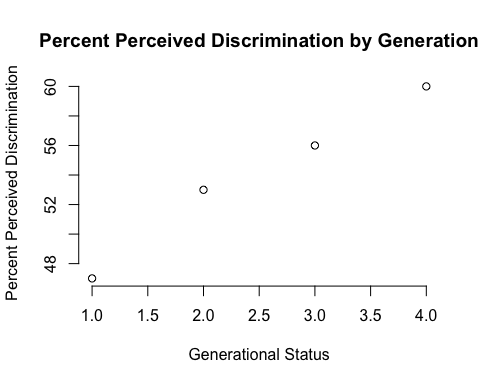 Percent Perceived Discrimination by Generation
Percent Perceived Discrimination
60
56
52
48
1.0 1.5 2.0 2.5 3.0 3.5 4.0
Generational Status